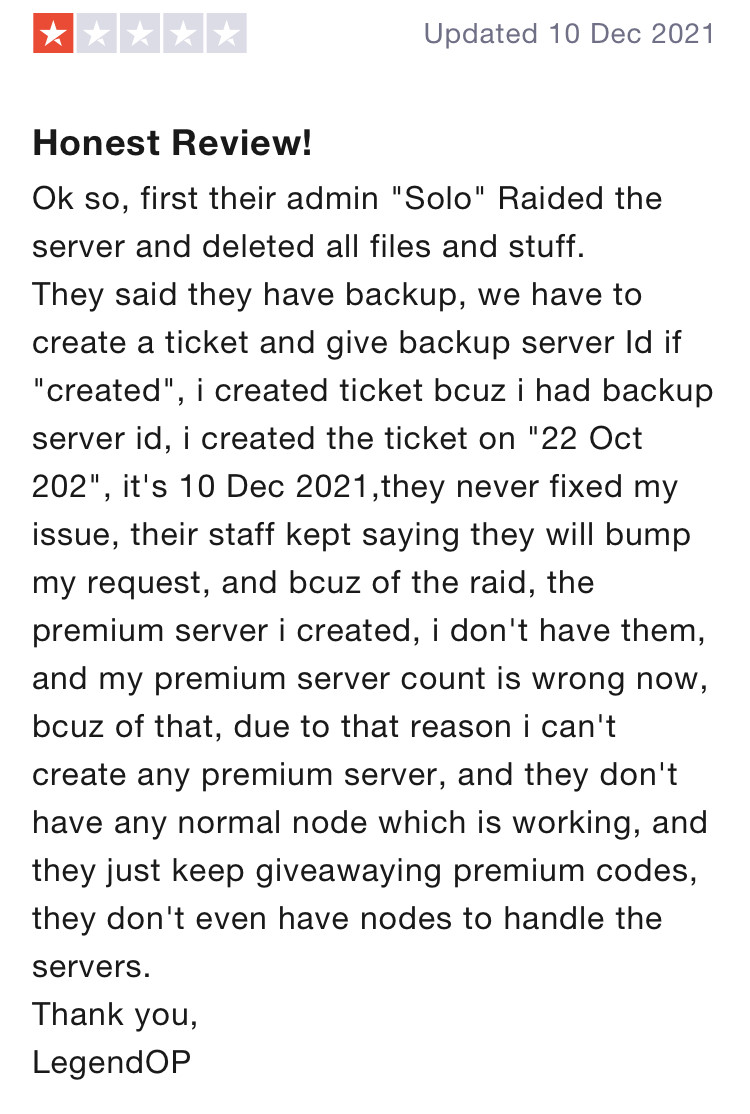 Updated 10 Dec 2021
Honest Review!
Ok so, first their admin "Solo" Raided the
server and deleted all files and stuff.
They said they have backup, we have to
create a ticket and give backup server Id if
"created", i created ticket bcuz i had backup
server id, i created the ticket on "22 Oct
202", it's 10 Dec 2021,they never fixed my
issue, their staff kept saying they will bump
my request, and bcuz of the raid, the
premium server i created, i don't have them,
and my premium server count is wrong now,
bcuz of that, due to that reason i can't
create any premium server, and they don't
have any normal node which is working, and
they just keep giveawaying premium codes,
they don't even have nodes to handle the
servers.
Thank you,
LegendOP